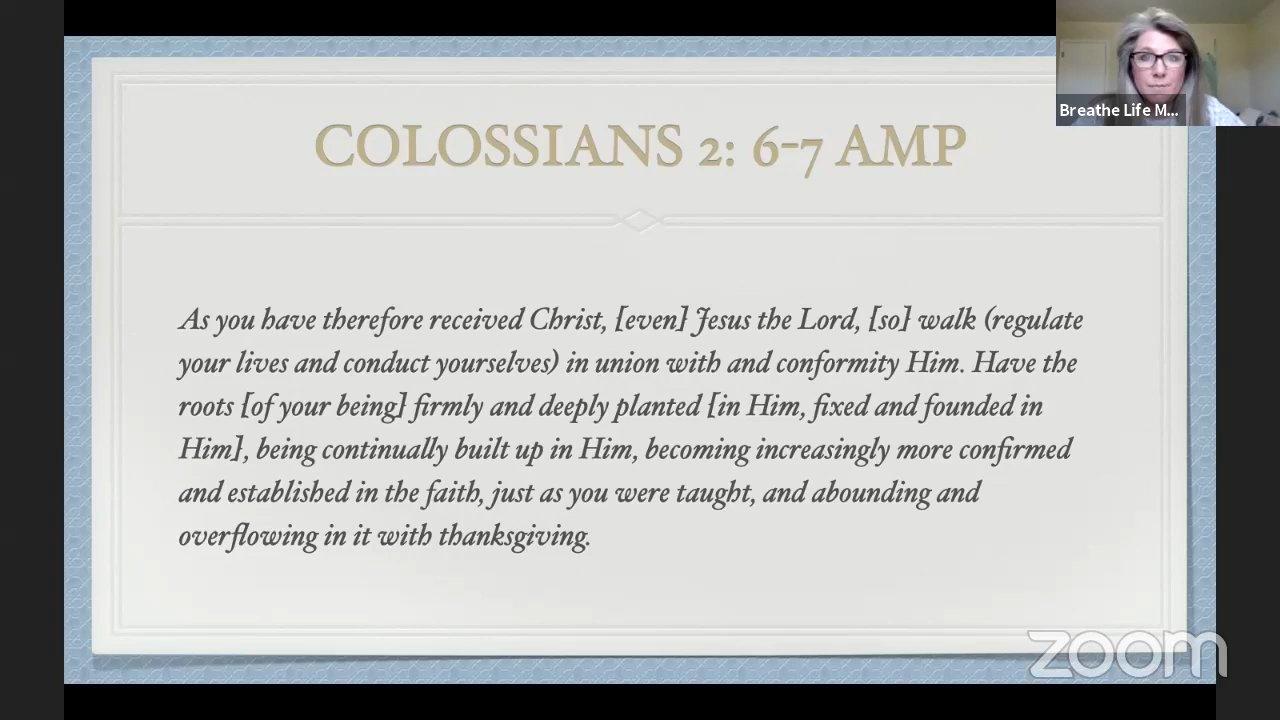 Breathe Life M...
COLOSSIANS 2: 6-7 AMP
As you have therefore received Christ, [even] Jesus the Lord, [so] walk (regulate
your lives and conduct yourselves) in union with and conformity Him. Have the
roots [of your being] firmly and deeply planted [in Him, fixed and founded in
Him], being continually built up in Him, becoming increasingly more confirmed
and established in the faith, just as you were taught, and abounding and
overflowing in it with thanksgiving.
zoom